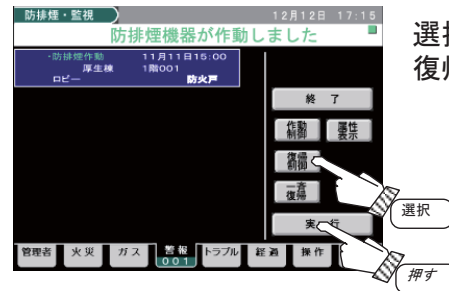 防排煙・監視
12月12日 17:15
防排煙機器が作動しました
・防排煙作動 11月11日15:00
厚生棟 1階001
ロビー 防火戸
終 了
作動
制御
属性
表示
復帰
制御
一斉
復帰
実 行
管理者 火災 ガス 警報 トラブル 経過 操作
001
選択
押す
復